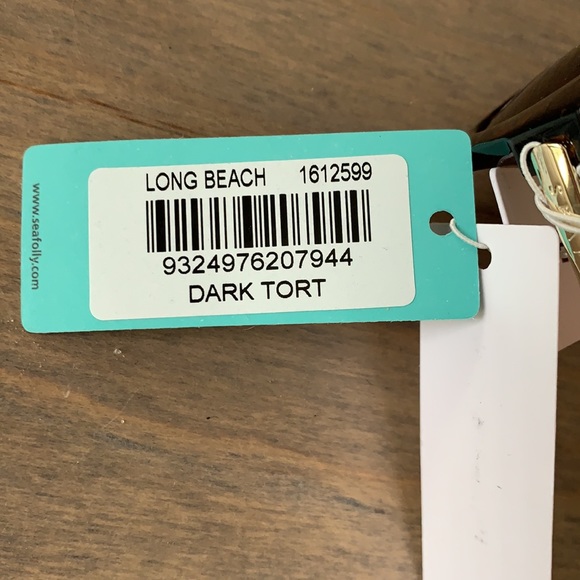 LONG BEACH 1612599
9324976207944
DARK TORT
www.seafolly.com